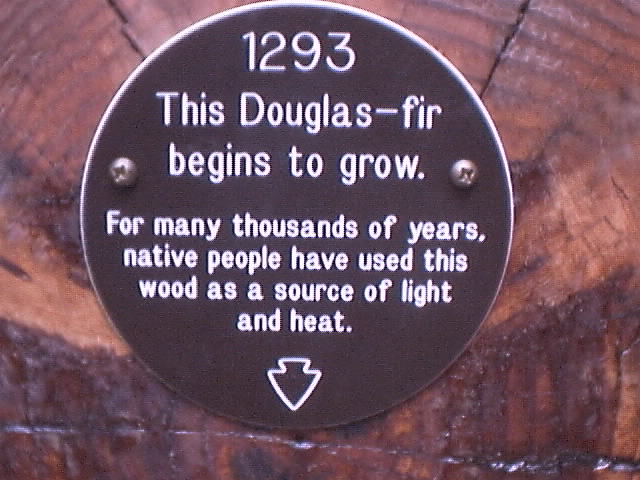 1293
This Douglas-fir
begins to grow.
For many thousands of years,
native people have used this
wood as a source of light
and heat.